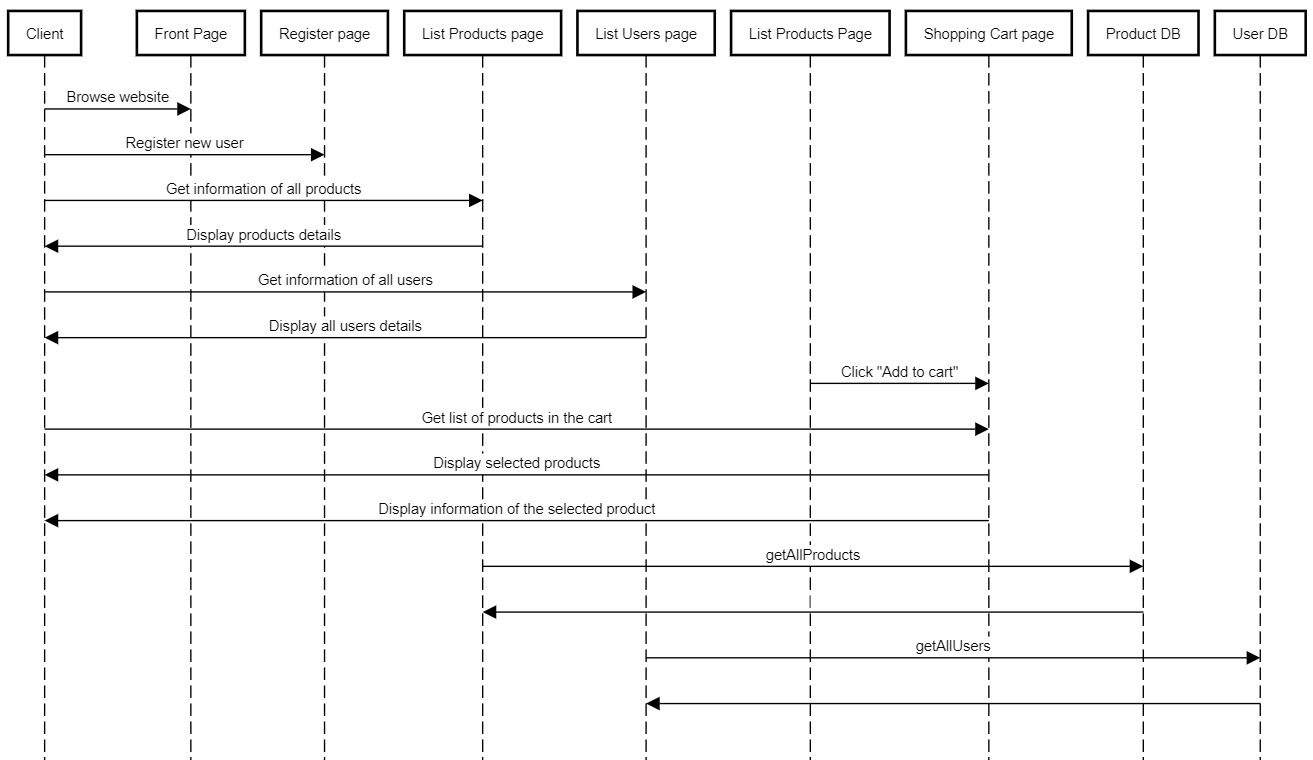 Client
Front Page
Register page
List Products page
List Users page
List Products Page
Shopping Cart page
Product DB
User DB
Browse website
Register new user
Get information of all products
Display products details
Get information of all users
Display all users details
Click "Add to cart"
Get list of products in the cart
Display selected products
Display information of the selected product
getAllProducts
getAllUsers